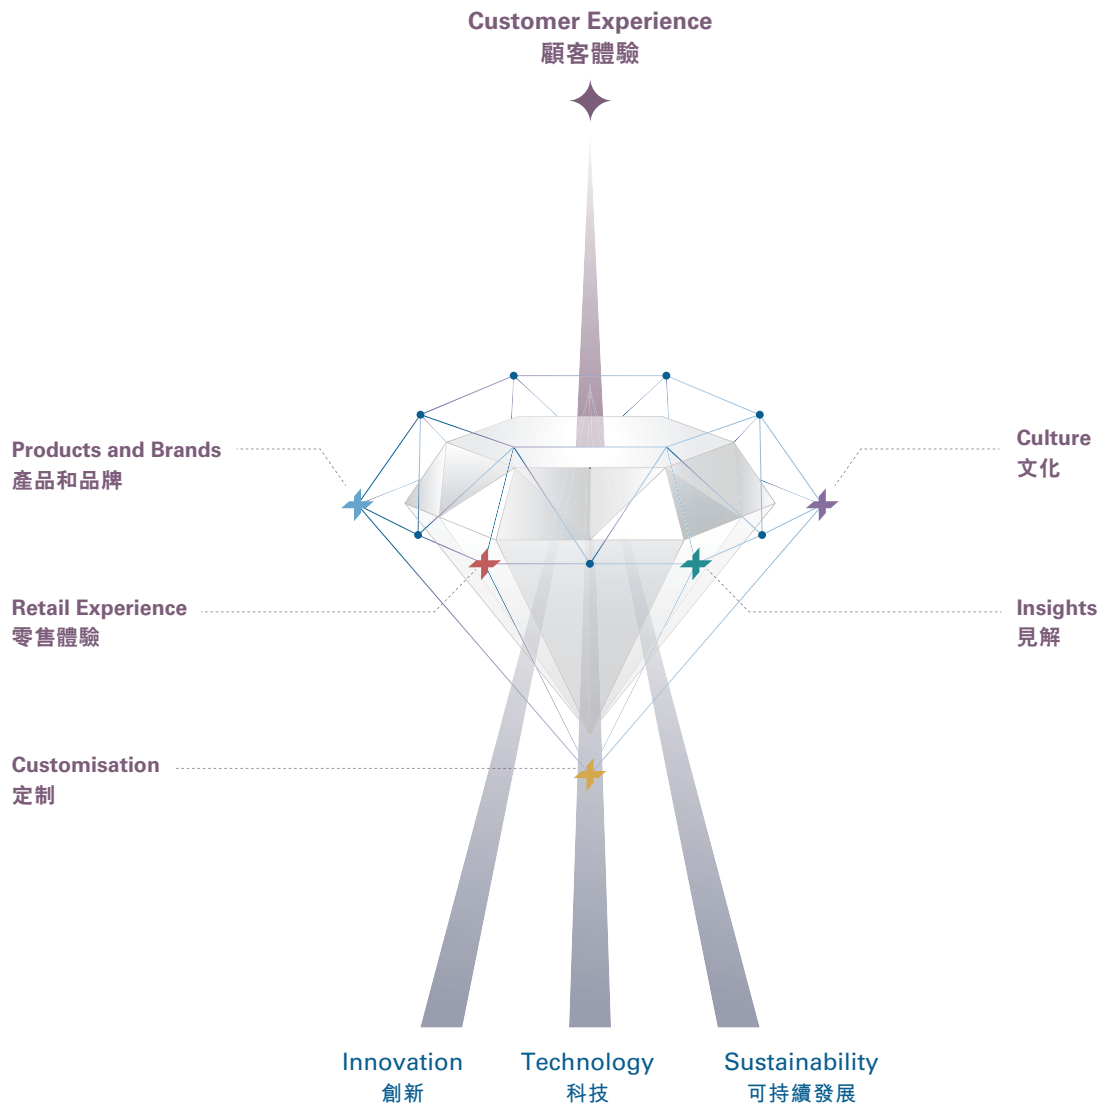 Customer Experience
顧客體驗
Products and Brands
產品和品牌
Culture
文化
Retail Experience
零售體驗
Insights
見解
Customisation
定制
Innovation
創新
Technology
科技
Sustainability
可持續發展